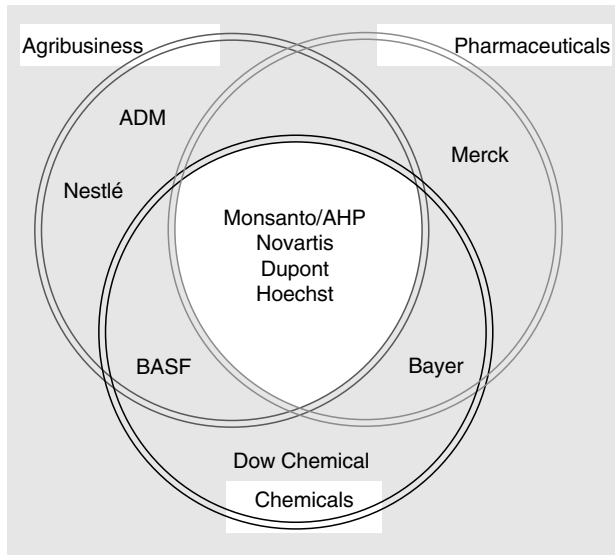 Agribusiness
Pharmaceuticals
ADM
Merck
Nestlé
Monsanto/AHP
Novartis
Dupont
Hoechst
BASF
Bayer
Dow Chemical
Chemicals